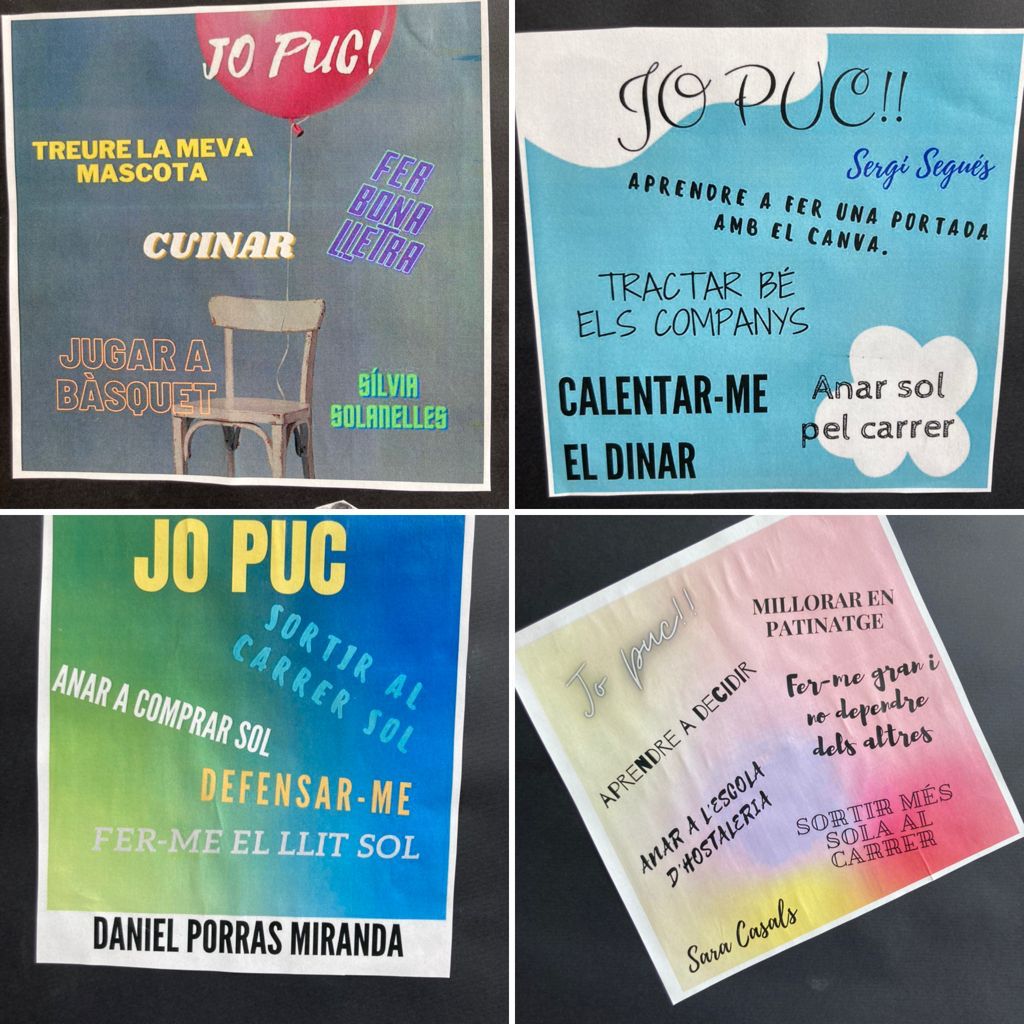 JO PUC!
TREURE LA MEVA
MASCOTA
FER
BONA
LLETRA
CUINAR
JUGAR A
BÀSQUET
SÍLVIA
SOLANELLES
JO PUC!!
Sergi Segués
APRENDRE A FER UNA PORTADA
AMB EL CANVA.
TRACTAR BÉ
ELS COMPANYS
CALENTAR-ME
EL DINAR
Anar sol
pel carrer
JO PUC
SORTIR AL
CARRER SOL
ANAR A COMPRAR SOL
DEFENSAR-ME
FER-ME EL LLIT SOL
DANIEL PORRAS MIRANDA
Jo puc!!
MILLORAR EN
PATINATGE
APRENDRE A DECIDIR
Fer-me gran i
no dependre
dels altres
ANAR A L'ESCOLA
D'HOSTALERIA
SORTIR MÉS
SOLA AL
CARRER
Sara Casals